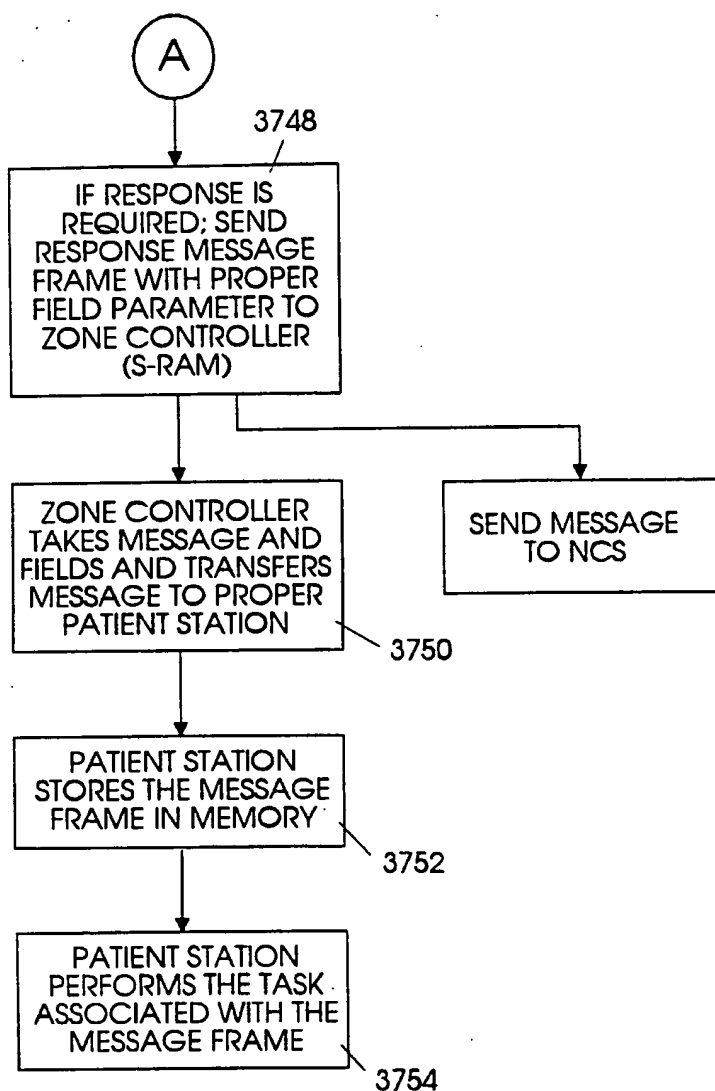 A
3748
IF RESPONSE IS
REQUIRED; SEND
RESPONSE MESSAGE
FRAME WITH PROPER
FIELD PARAMETER TO
ZONE CONTROLLER
(S-RAM)
ZONE CONTROLLER
TAKES MESSAGE AND
FIELDS AND TRANSFERS
MESSAGE TO PROPER
PATIENT STATION
3750
SEND MESSAGE
TO NCS
PATIENT STATION
STORES THE MESSAGE
FRAME IN MEMORY
3752
PATIENT STATION
PERFORMS THE TASK
ASSOCIATED WITH THE
MESSAGE FRAME
3754